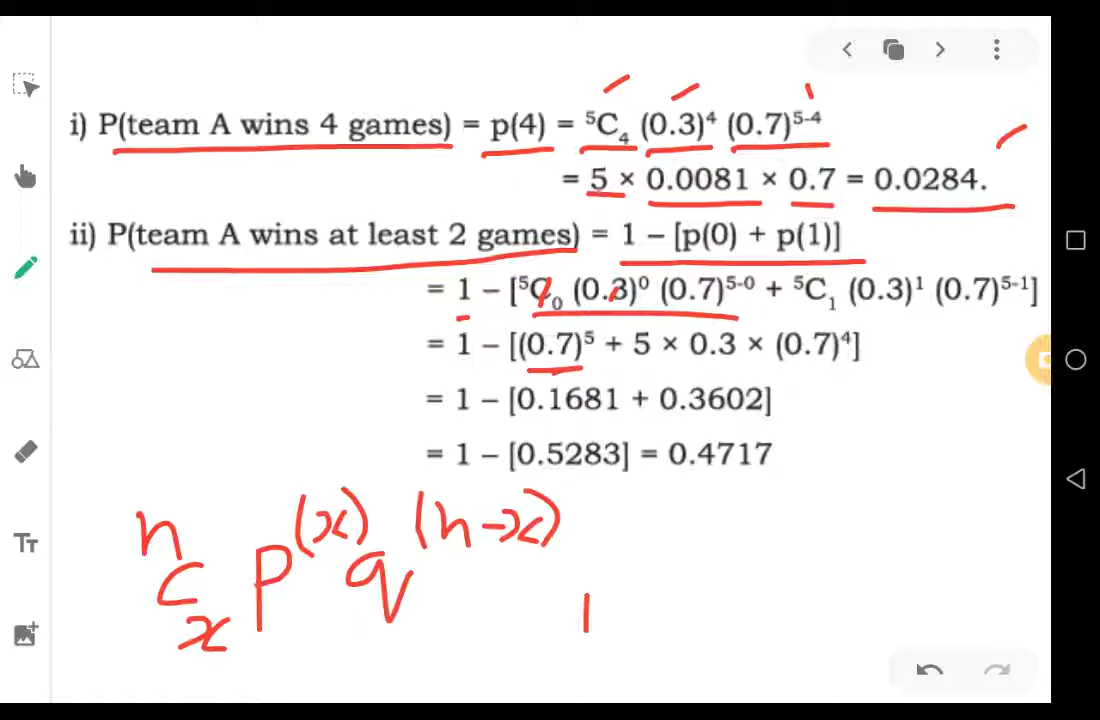 i) P(team A wins 4 games) = p(4) = ⁵C₄ (0.3)⁴ (0.7)⁵⁻⁴
= 5 × 0.0081 × 0.7 = 0.0284.
ii) P(team A wins at least 2 games) = 1 – [p(0) + p(1)]
= 1 – [⁵C₀ (0.3)⁰ (0.7)⁵⁻⁰ + ⁵C₁ (0.3)¹ (0.7)⁵⁻¹]
= 1 – [(0.7)⁵ + 5 × 0.3 × (0.7)⁴]
= 1 – [0.1681 + 0.3602]
= 1 – [0.5283] = 0.4717
ⁿCₓ p⁽ˣ⁾ q⁽ⁿ⁻ˣ⁾
Tт